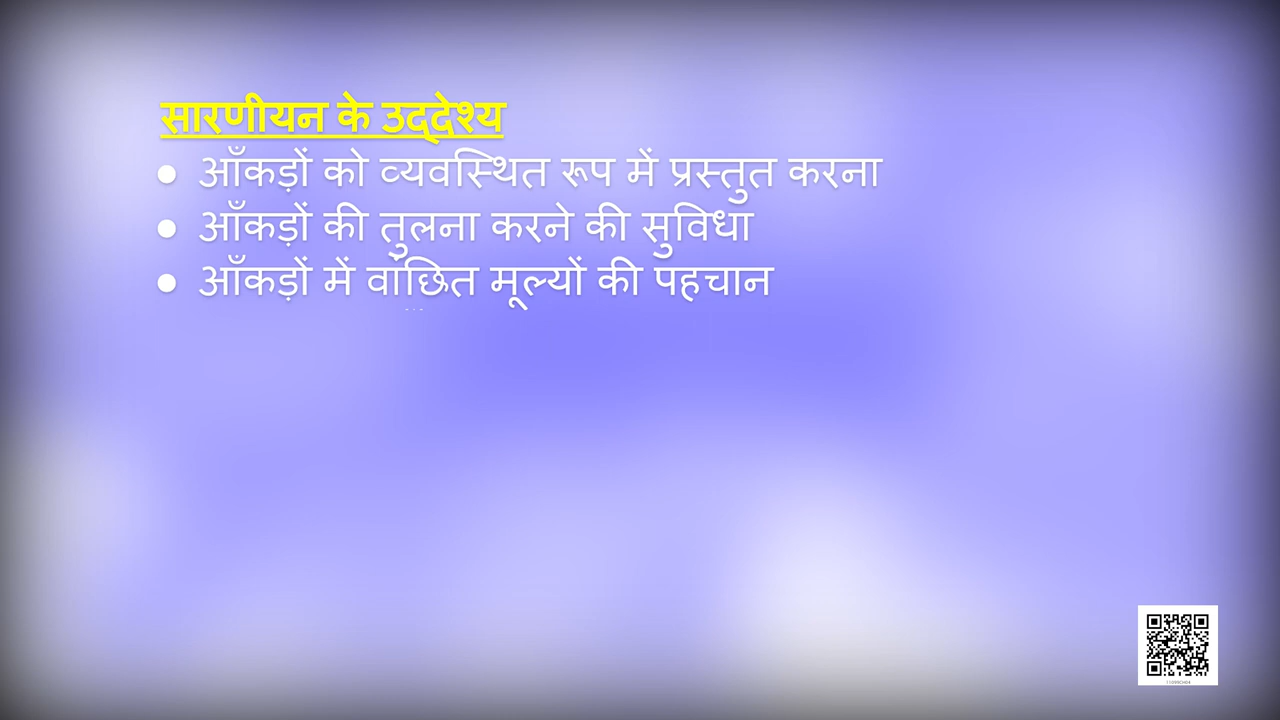 सारणीयन के उद्देश्य
● आँकड़ों को व्यवस्थित रूप में प्रस्तुत करना
● आँकड़ों की तुलना करने की सुविधा
● आँकड़ों में वांछित मूल्यों की पहचान